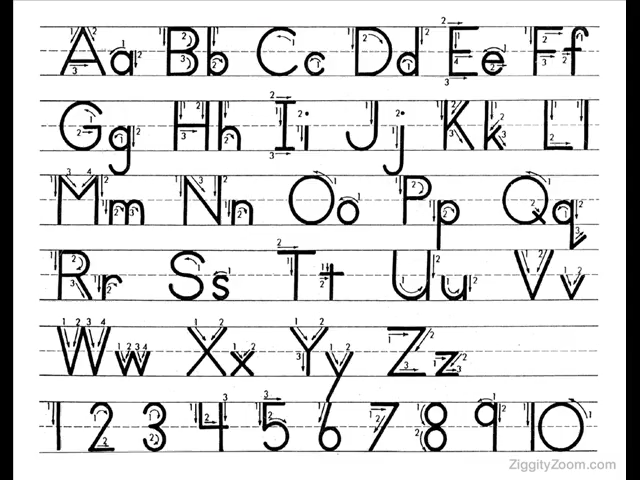 Aa Bb Cc Dd Ee Ff
Gg Hh Ii Jj Kk Ll
Mm Nn Oo Pp Qq
Rr Ss Tt Uu Vv
Ww Xx Yy Zz
1 2 3 4 5 6 7 8 9 10
ZiggityZoom.com